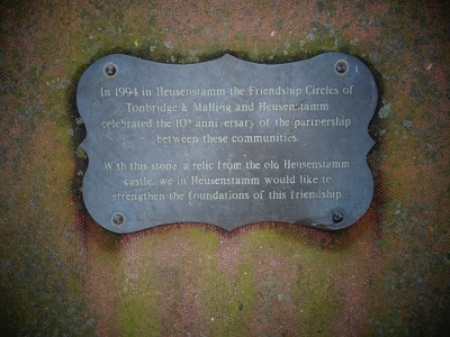 In 1994 in Heusenstamm the Friendship Circles of
Tonbridge & Malling and Heusenstamm
celebrated the 10th anniversary of the partnership
between these communities.
With this stone, a relic from the old Heusenstamm
castle, we in Heusenstamm would like to
strengthen the foundations of this friendship.